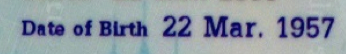 Date of Birth 22 Mar. 1957